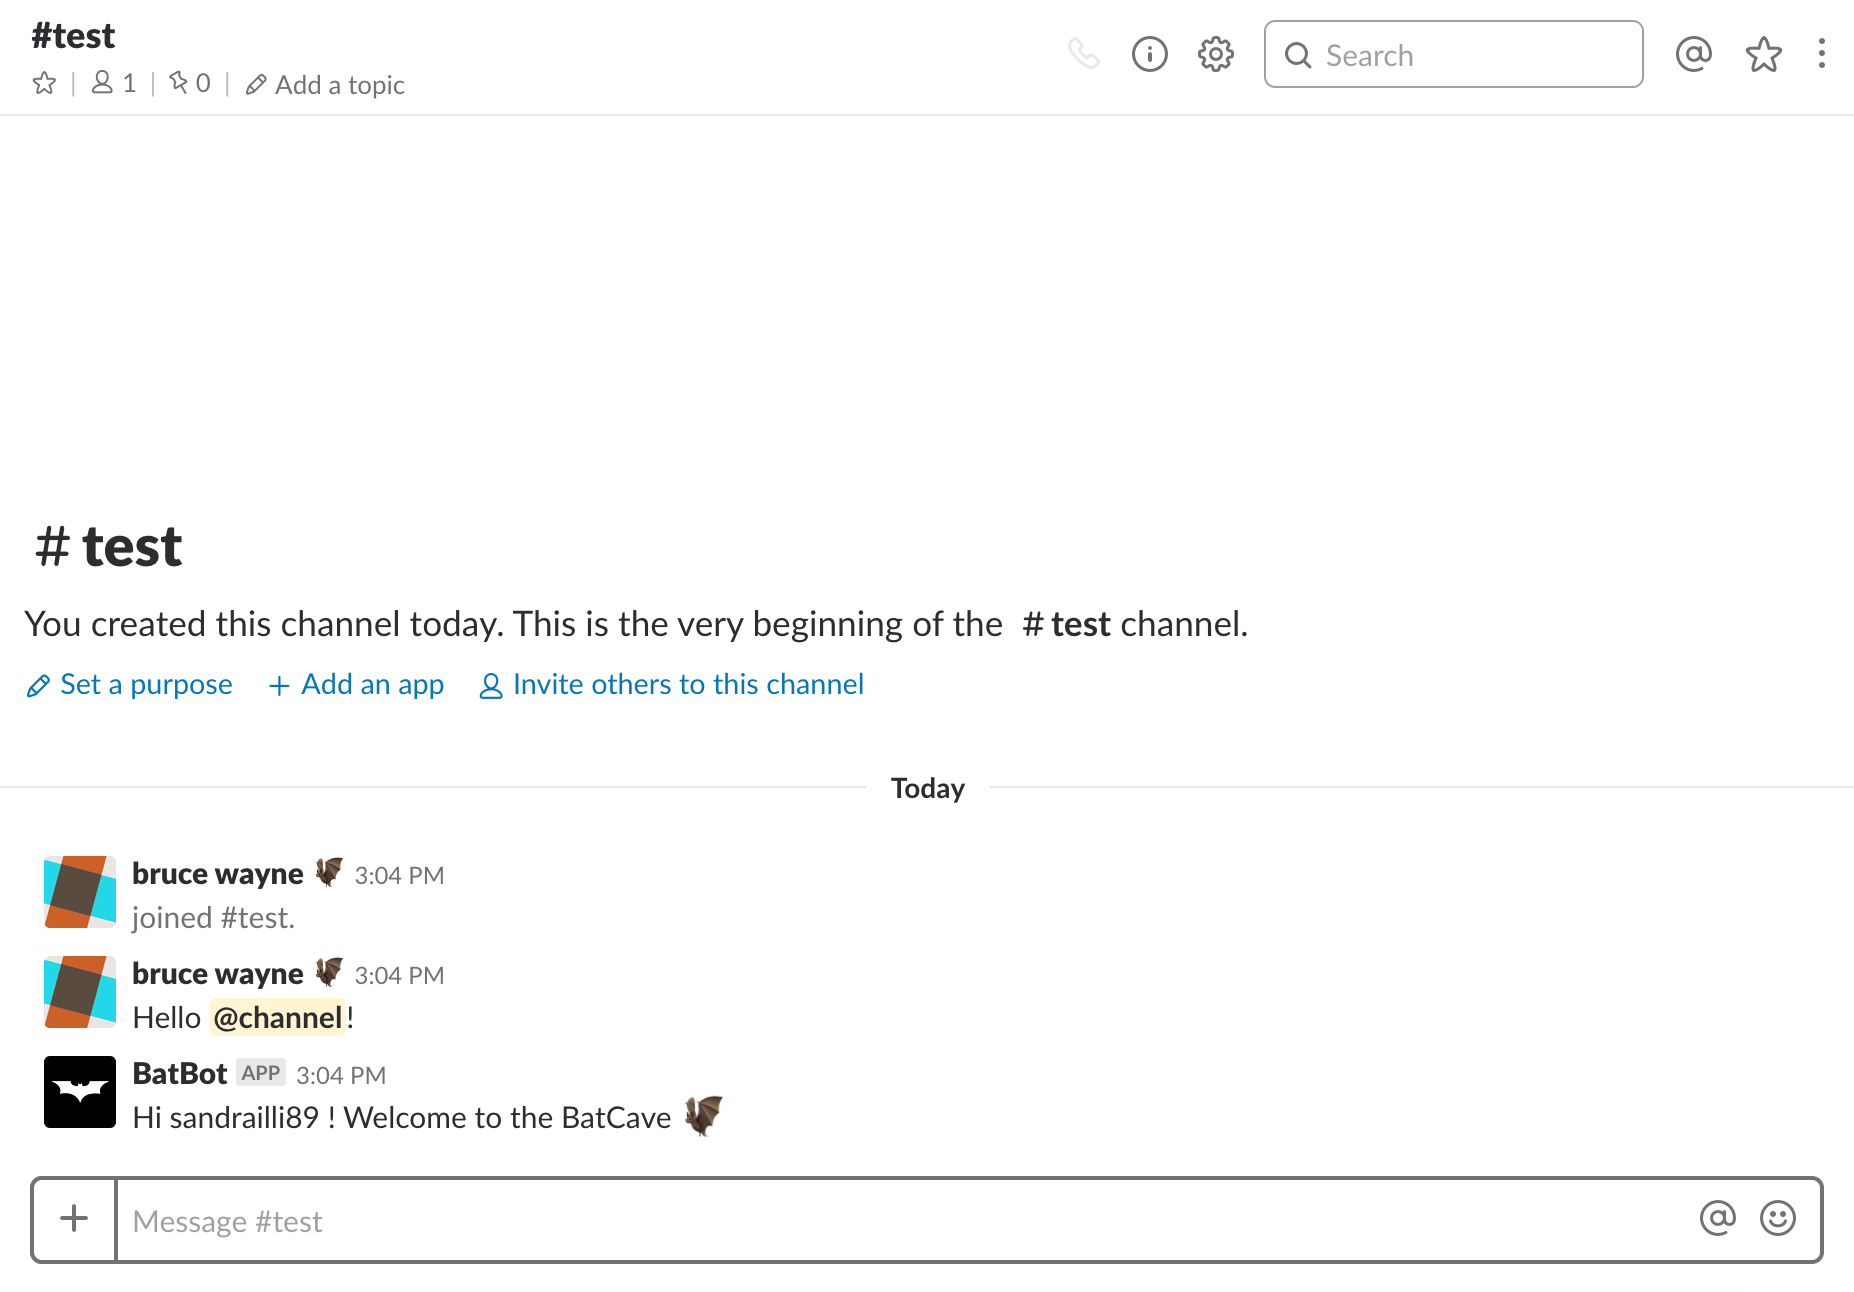 #test
1 | 0 | Add a topic
Search
# test
You created this channel today. This is the very beginning of the # test channel.
Set a purpose + Add an app Invite others to this channel
Today
bruce wayne 3:04 PM
joined #test.
bruce wayne 3:04 PM
Hello @channel!
BatBot APP 3:04 PM
Hi sandrailli89 ! Welcome to the BatCave
Message #test